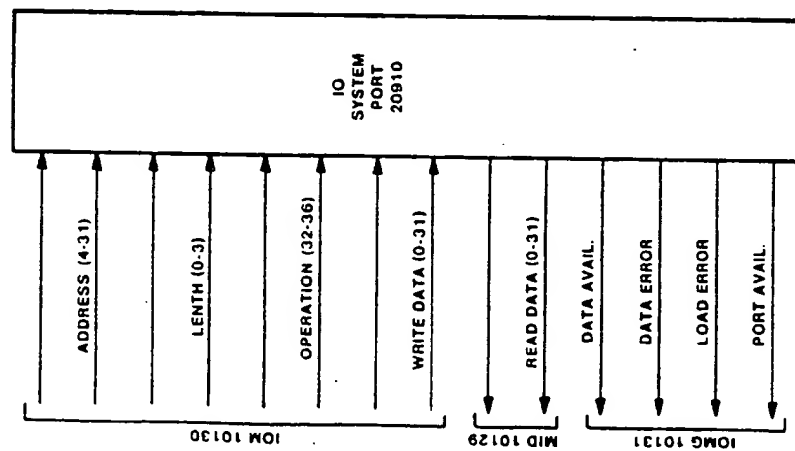 IO
SYSTEM
PORT
20910
ADDRESS (4-31)
LENTH (0-3)
OPERATION (32-36)
WRITE DATA (0-31)
READ DATA (0-31)
DATA AVAIL.
DATA ERROR
LOAD ERROR
PORT AVAIL.
IOM 10130
MID 10129
IOMG 10131